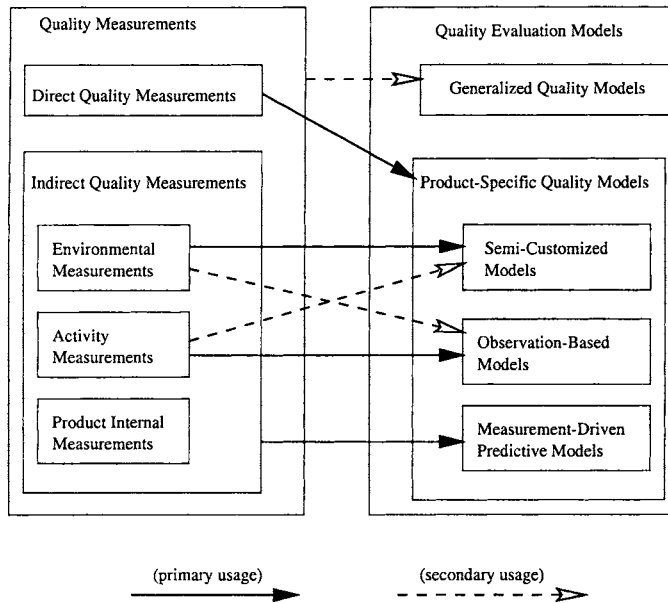 Quality Measurements
Direct Quality Measurements
Indirect Quality Measurements
Environmental
Measurements
Activity
Measurements
Product Internal
Measurements
Quality Evaluation Models
Generalized Quality Models
Product-Specific Quality Models
Semi-Customized
Models
Observation-Based
Models
Measurement-Driven
Predictive Models
(primary usage)
(secondary usage)